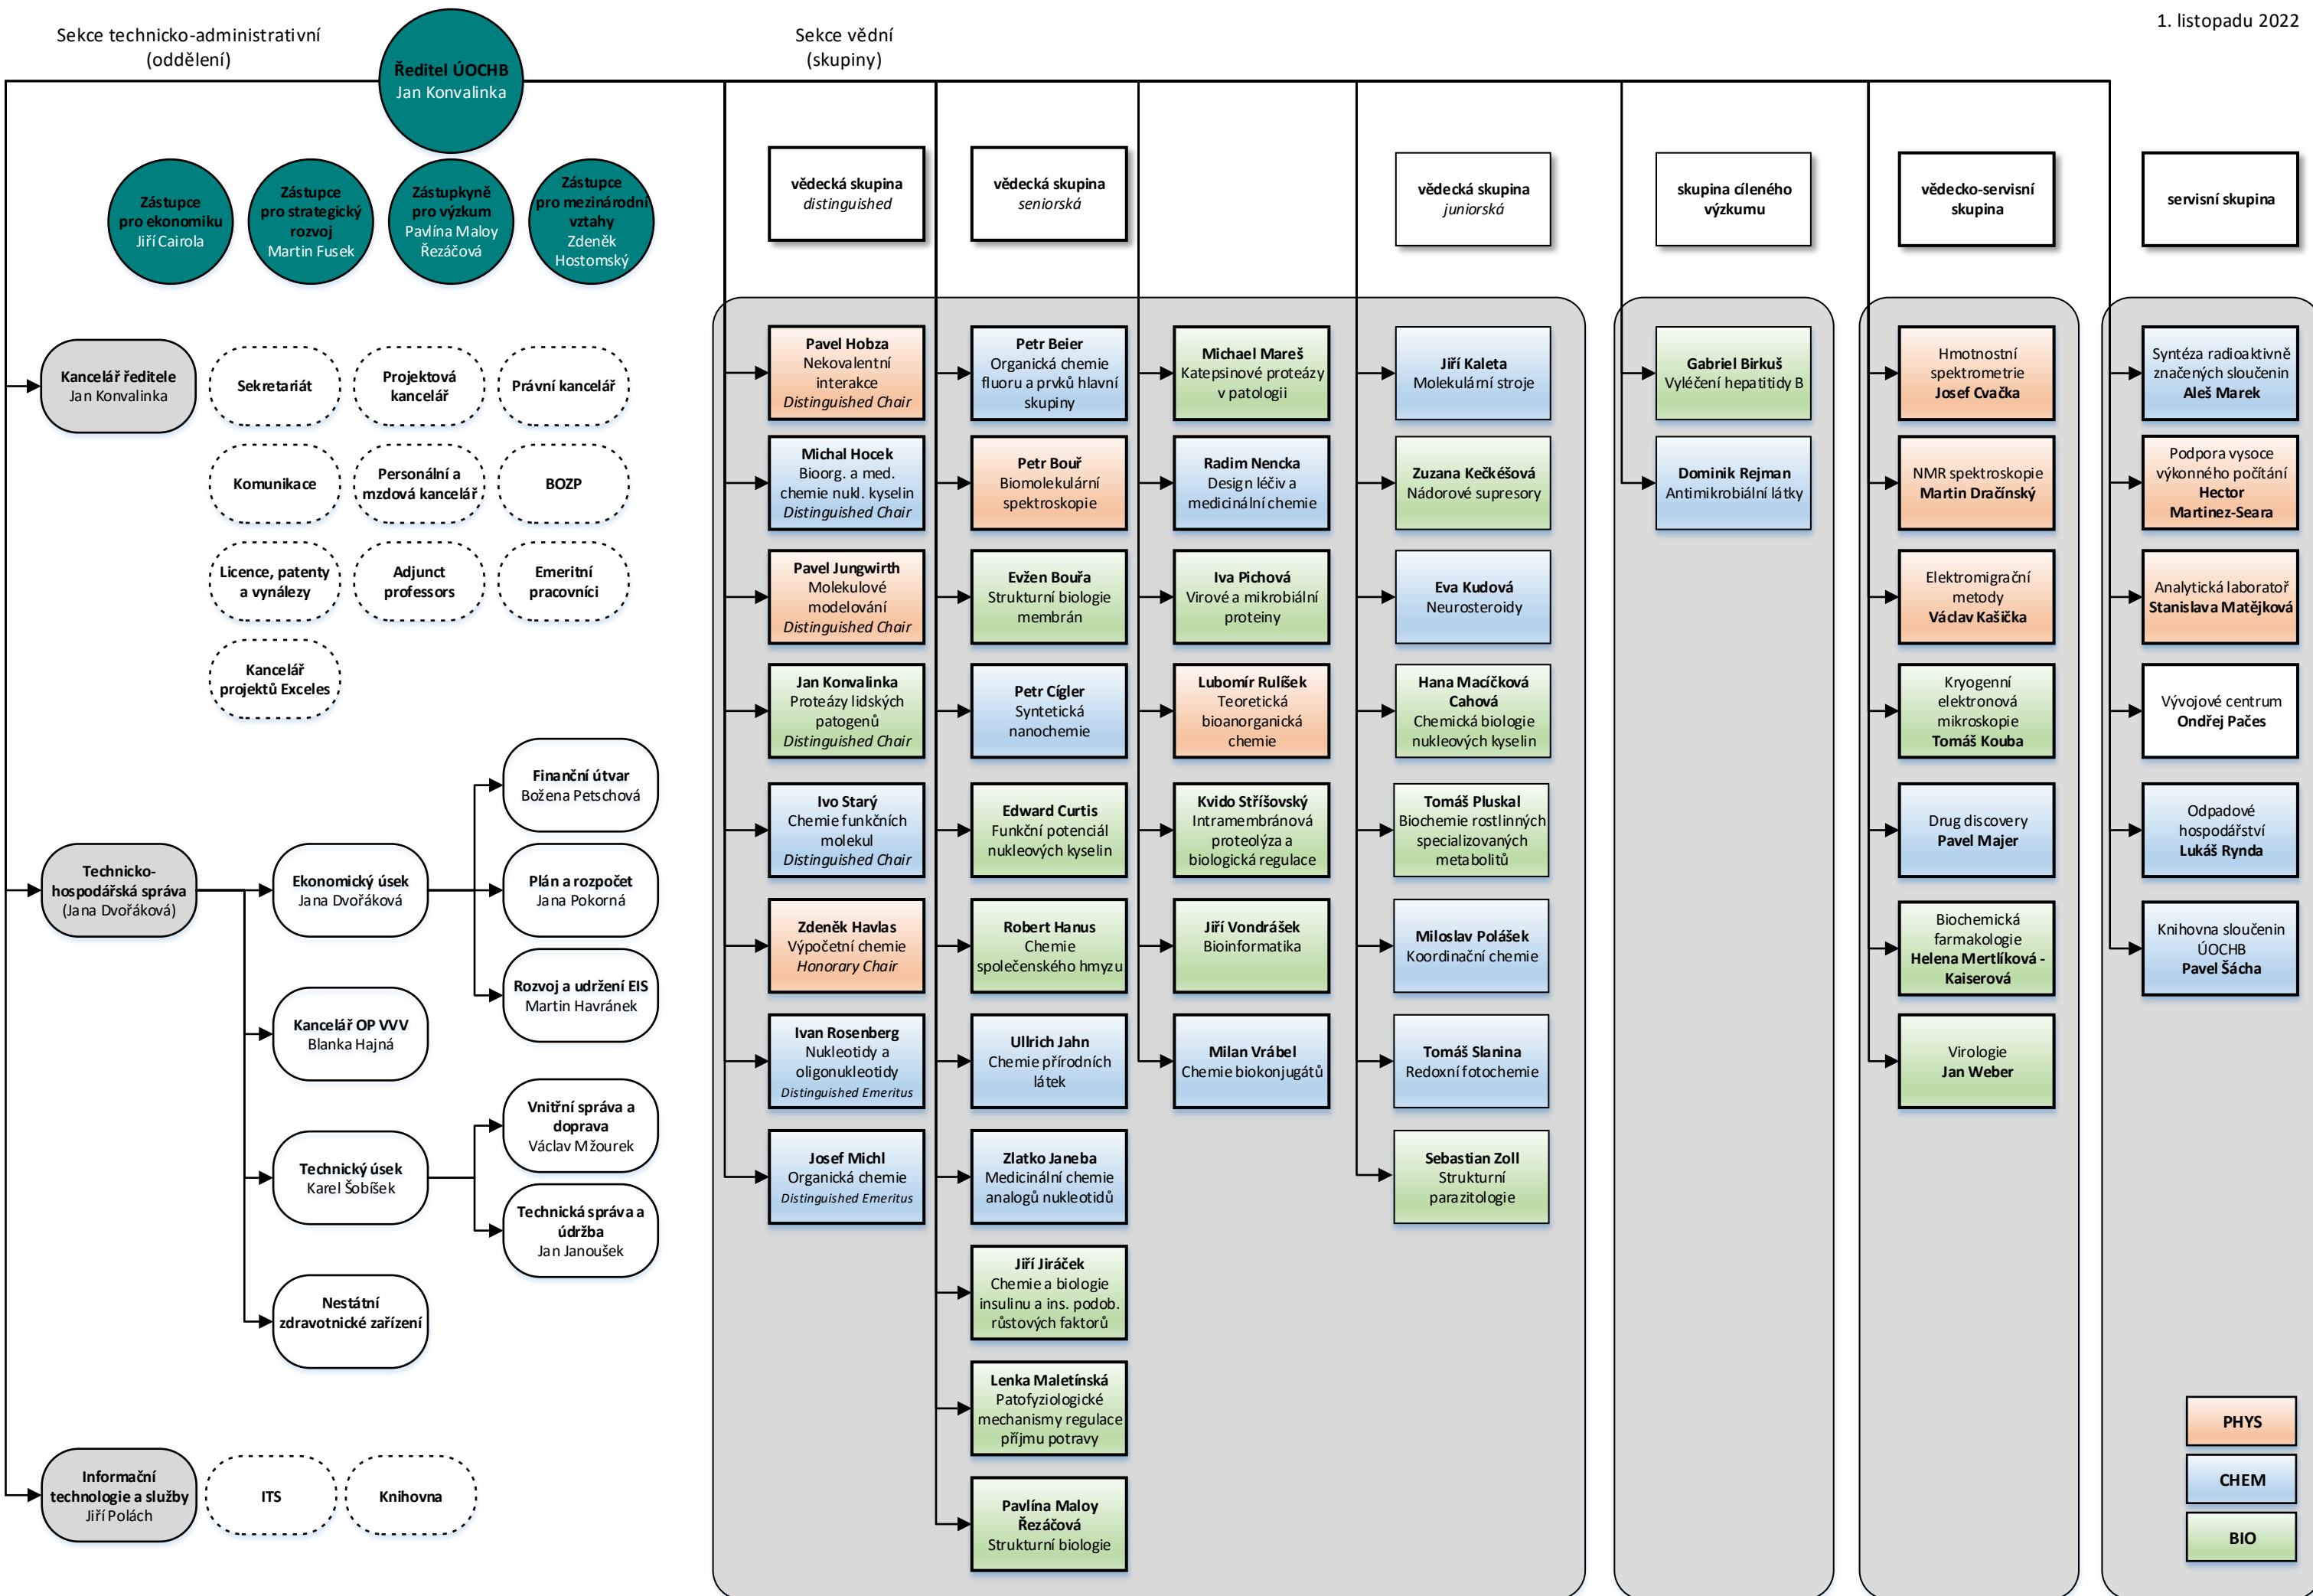 1. listopadu 2022
Sekce technicko-administrativní
(oddělení)
Sekce vědní
(skupiny)
Ředitel ÚOCHB
Jan Konvalinka
Zástupce
pro ekonomiku
Jiří Cairola
Zástupce
pro strategický
rozvoj
Martin Fusek
Zástupkyně
pro výzkum
Pavlína Maloy
Řezáčová
Zástupce
pro mezinárodní
vztahy
Zdeněk
Hostomský
Kancelář ředitele
Jan Konvalinka
Sekretariát
Projektová
kancelář
Právní kancelář
Komunikace
Personální a
mzdová kancelář
BOZP
Licence, patenty
a vynálezy
Adjunct
professors
Emeritní
pracovníci
Kancelář
projektů Exceles
Technicko-
hospodářská správa
(Jana Dvořáková)
Ekonomický úsek
Jana Dvořáková
Finanční útvar
Božena Petschová
Plán a rozpočet
Jana Pokorná
Rozvoj a udržení EIS
Martin Havránek
Kancelář OP VVV
Blanka Hajná
Technický úsek
Karel Šobíšek
Vnitřní správa a
doprava
Václav Mžourek
Technická správa a
údržba
Jan Janoušek
Nestátní
zdravotnické zařízení
Informační
technologie a služby
Jiří Polách
ITS
Knihovna
vědecká skupina
distinguished
Pavel Hobza
Nekovalentní
interakce
Distinguished Chair
Michal Hocek
Bioorg. a med.
chemie nukl. kyselin
Distinguished Chair
Pavel Jungwirth
Molekulové
modelování
Distinguished Chair
Jan Konvalinka
Proteázy lidských
patogenů
Distinguished Chair
Ivo Starý
Chemie funkčních
molekul
Distinguished Chair
Zdeněk Havlas
Výpočetní chemie
Honorary Chair
Ivan Rosenberg
Nukleotidy a
oligonukleotidy
Distinguished Emeritus
Josef Michl
Organická chemie
Distinguished Emeritus
vědecká skupina
seniorská
Petr Beier
Organická chemie
fluoru a prvků hlavní
skupiny
Petr Bouř
Biomolekulární
spektroskopie
Evžen Bouřa
Strukturní biologie
membrán
Petr Cígler
Syntetická
nanochemie
Edward Curtis
Funkční potenciál
nukleových kyselin
Robert Hanus
Chemie
společenského hmyzu
Ullrich Jahn
Chemie přírodních
látek
Zlatko Janeba
Medicinální chemie
analogů nukleotidů
Jiří Jiráček
Chemie a biologie
insulinu a ins. podob.
růstových faktorů
Lenka Maletínská
Patofyziologické
mechanismy regulace
příjmu potravy
Pavlína Maloy
Řezáčová
Strukturní biologie
Michael Mareš
Katepsinové proteázy
v patologii
Radim Nencka
Design léčiv a
medicinální chemie
Iva Pichová
Virové a mikrobiální
proteiny
Lubomír Rulíšek
Teoretická
bioanorganická
chemie
Kvido Stříšovský
Intramembránová
proteolýza a
biologická regulace
Jiří Vondrášek
Bioinformatika
Milan Vrábel
Chemie biokonjugátů
vědecká skupina
juniorská
Jiří Kaleta
Molekulární stroje
Zuzana Kečkéšová
Nádorové supresory
Eva Kudová
Neurosteroidy
Hana Macíčková
Cahová
Chemická biologie
nukleových kyselin
Tomáš Pluskal
Biochemie rostlinných
specializovaných
metabolitů
Miloslav Polášek
Koordinační chemie
Tomáš Slanina
Redoxní fotochemie
Sebastian Zoll
Strukturní
parazitologie
skupina cíleného
výzkumu
Gabriel Birkuš
Vyléčení hepatitidy B
Dominik Rejman
Antimikrobiální látky
vědecko-servisní
skupina
Hmotnostní
spektrometrie
Josef Cvačka
NMR spektroskopie
Martin Dračínský
Elektromigrační
metody
Václav Kašička
Kryogenní
elektronová
mikroskopie
Tomáš Kouba
Drug discovery
Pavel Majer
Biochemická
farmakologie
Helena Mertlíková -
Kaiserová
Virologie
Jan Weber
servisní skupina
Syntéza radioaktivně
značených sloučenin
Aleš Marek
Podpora vysoce
výkonného počítání
Hector
Martinez-Seara
Analytická laboratoř
Stanislava Matějková
Vývojové centrum
Ondřej Pačes
Odpadové
hospodářství
Lukáš Rynda
Knihovna sloučenin
ÚOCHB
Pavel Šácha
PHYS
CHEM
BIO